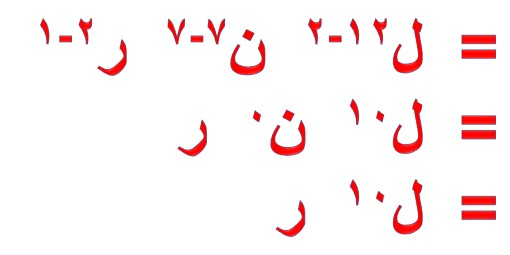 = ل^١٢-٢ ن^٧-٧ ر^٢-١
= ل^١٠ ن^٠ ر
= ل^١٠ ر